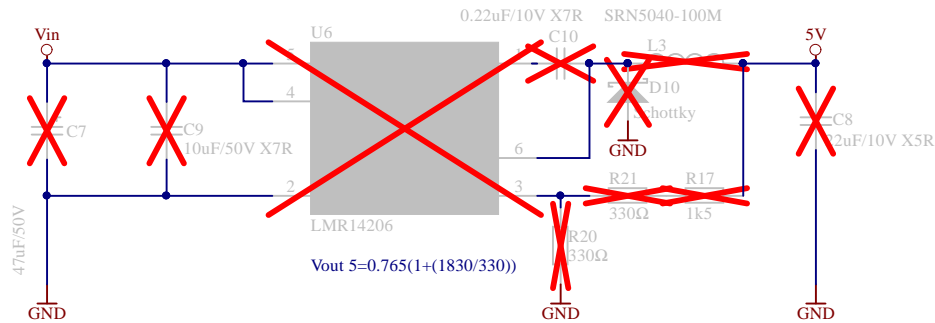 0.22uF/10V X7R
SRN5040-100M
Vin
U6
C10
L3
5V
5
1
4
C7
C9
10uF/50V X7R
D10
Schottky
C8
22uF/10V X5R
GND
6
2
3
R21
R17
330Ω
1k5
47uF/50V
LMR14206
R20
330Ω
Vout 5=0.765(1+(1830/330))
GND
GND
GND